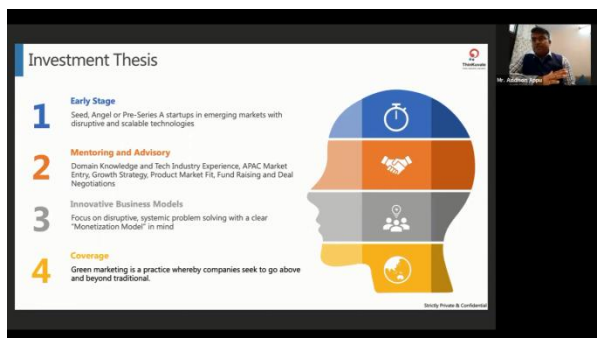 Investment Thesis
ThinKovate
1
Early Stage
Seed, Angel or Pre-Series A startups in emerging markets with
disruptive and scalable technologies
2
Mentoring and Advisory
Domain Knowledge and Tech Industry Experience, APAC Market
Entry, Growth Strategy, Product Market Fit, Fund Raising and Deal
Negotiations
3
Innovative Business Models
Focus on disruptive, systemic problem solving with a clear
"Monetization Model" in mind
4
Coverage
Green marketing is a practice whereby companies seek to go above
and beyond traditional.
Strictly Private & Confidential
Mr.